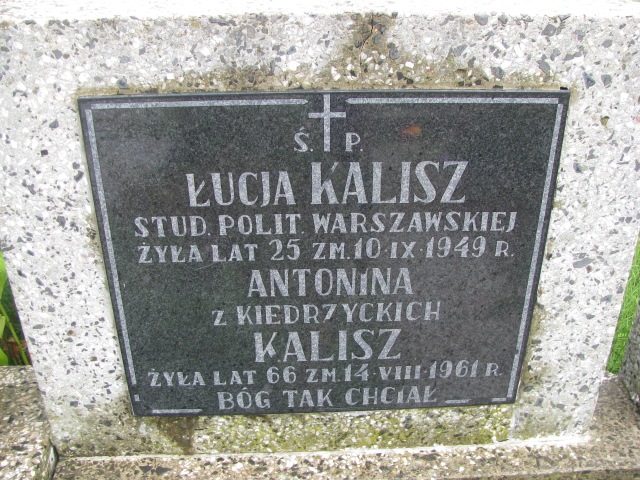 Ś. P.
ŁUCJA KALISZ
STUD. POLIT. WARSZAWSKIEJ
ŻYŁA LAT 25 ZM. 10·IX·1949 R.
ANTONINA
Z KIEDRZYCKICH
KALISZ
ŻYŁA LAT 66 ZM. 14·VIII·1961 R.
BÓG TAK CHCIAŁ